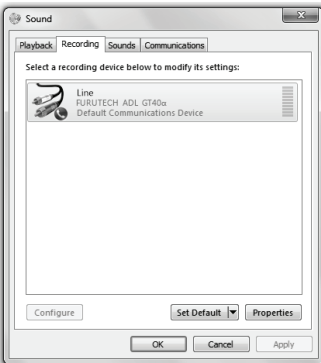 Sound
Playback Recording Sounds Communications
Select a recording device below to modify its settings:
Line
FURUTECH ADL GT40α
Default Communications Device
Configure Set Default Properties
OK Cancel Apply